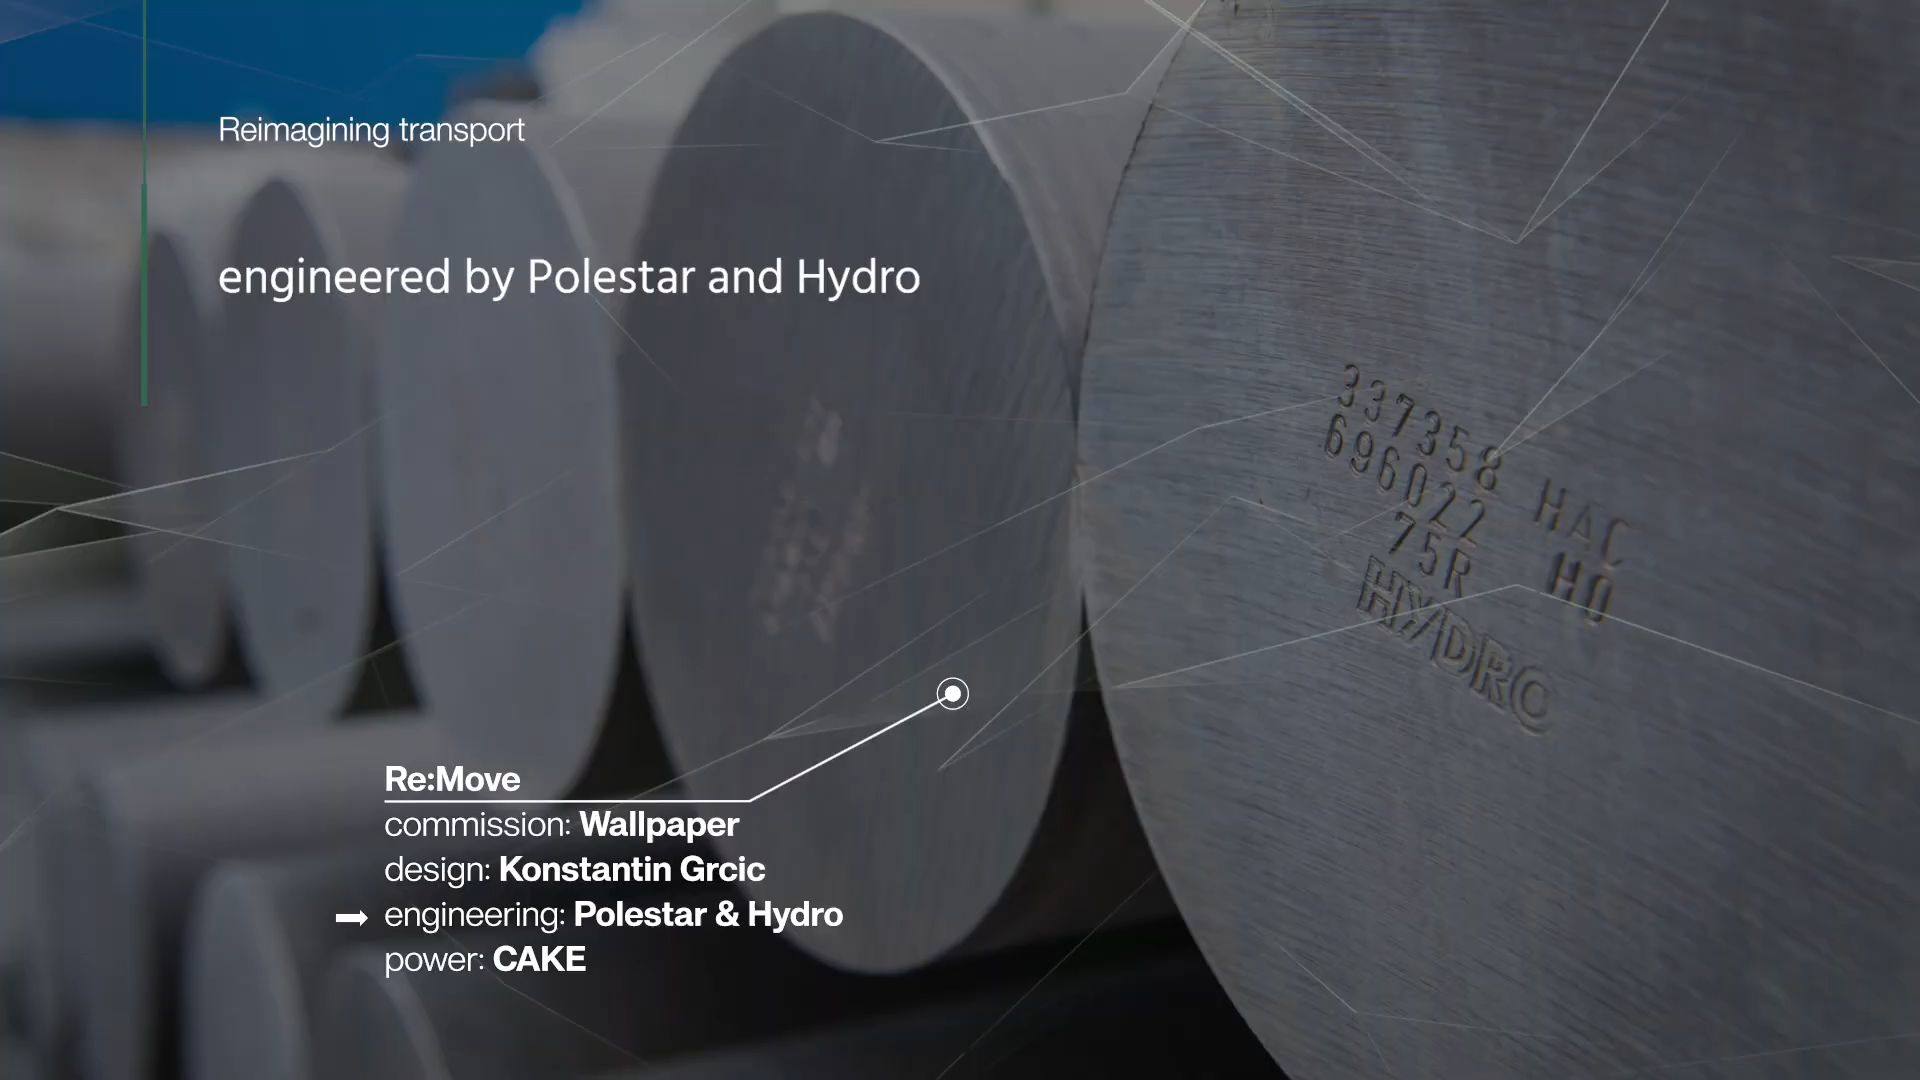 Reimagining transport
engineered by Polestar and Hydro
337358 HAC
696022 HO
75R
HYDRO
Re:Move
commission: Wallpaper
design: Konstantin Grcic
engineering: Polestar & Hydro
power: CAKE